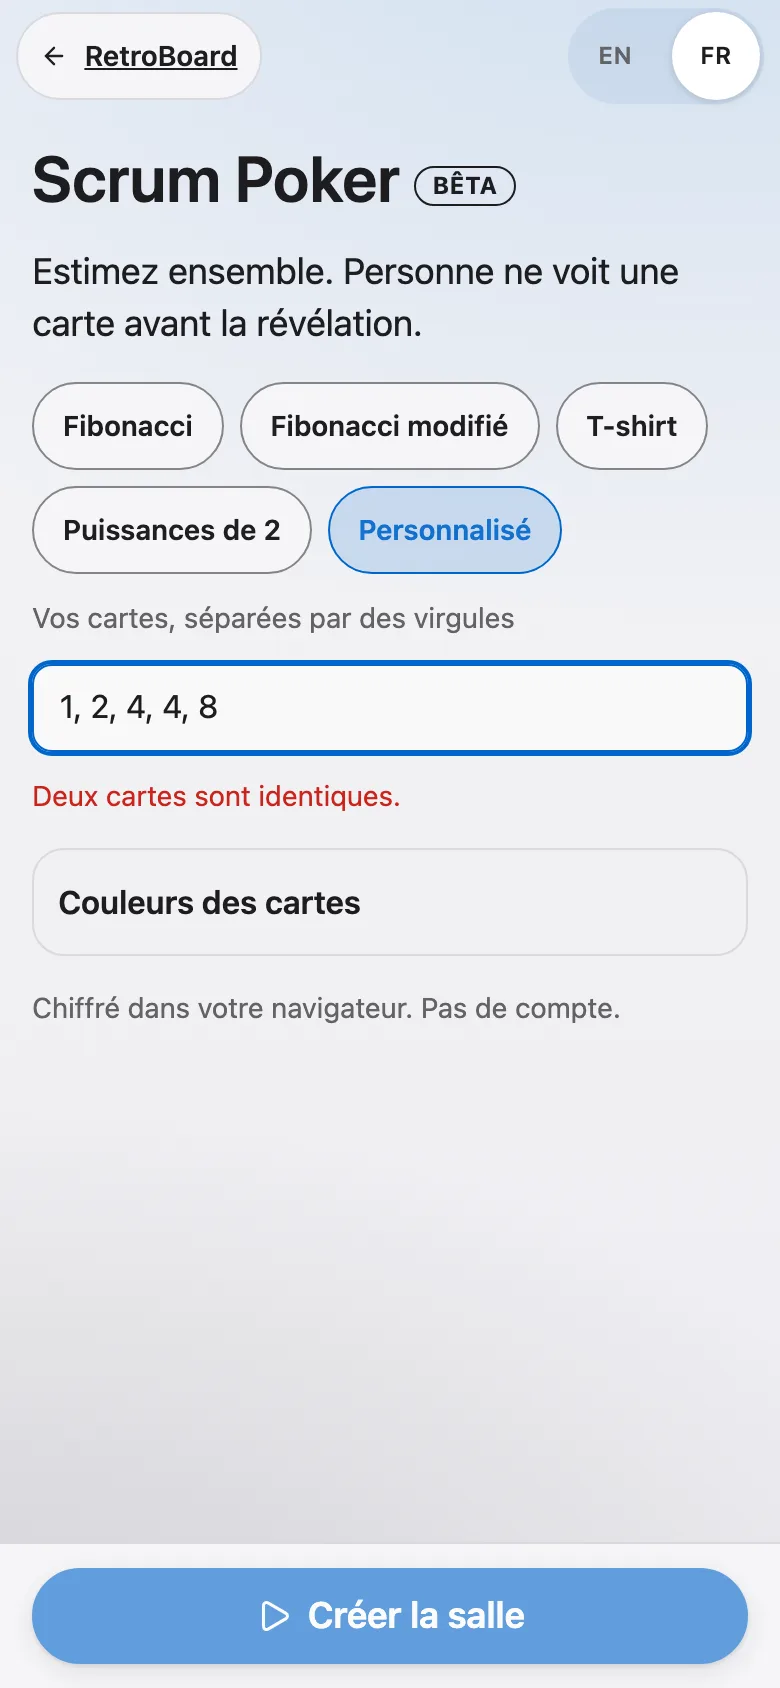 RetroBoard
EN
FR
Scrum Poker
BÊTA
Estimez ensemble. Personne ne voit une
carte avant la révélation.
Fibonacci
Fibonacci modifié
T-shirt
Puissances de 2
Personnalisé
Vos cartes, séparées par des virgules
1, 2, 4, 4, 8
Deux cartes sont identiques.
Couleurs des cartes
Chiffré dans votre navigateur. Pas de compte.
Créer la salle